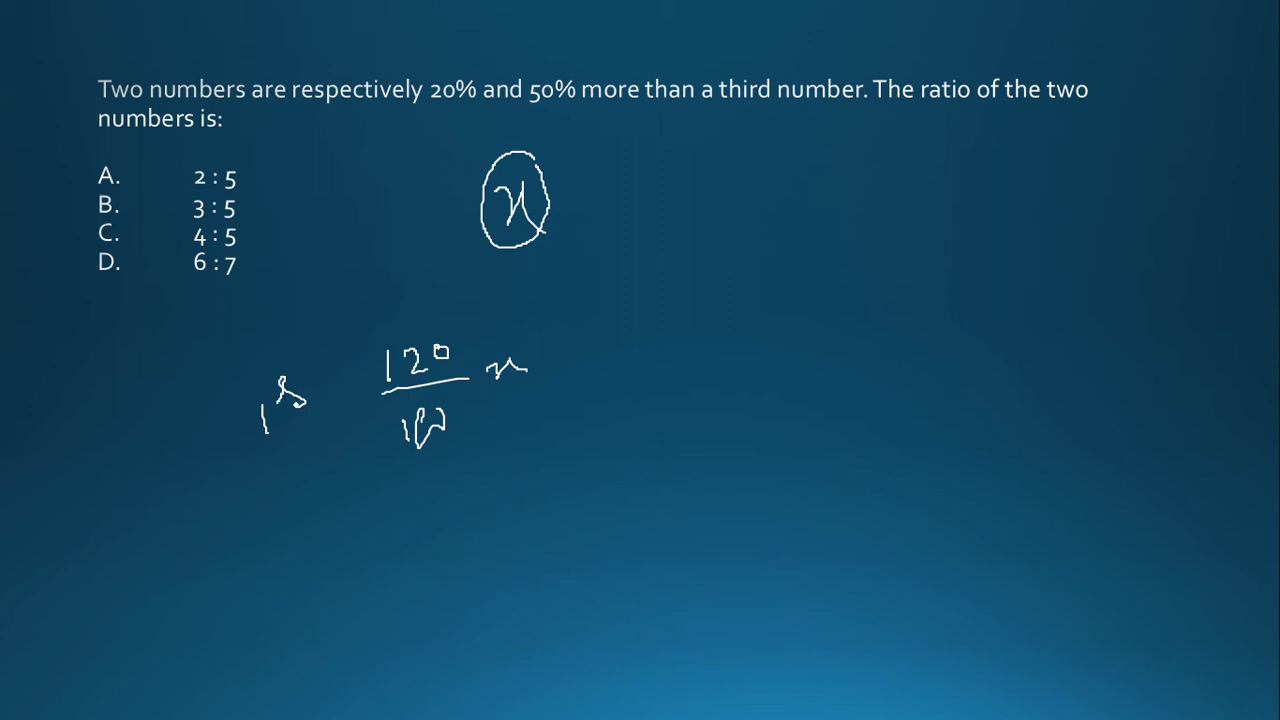 Two numbers are respectively 20% and 50% more than a third number. The ratio of the two
numbers is:
A. 2 : 5
B. 3 : 5
C. 4 : 5
D. 6 : 7
x
120
x
100